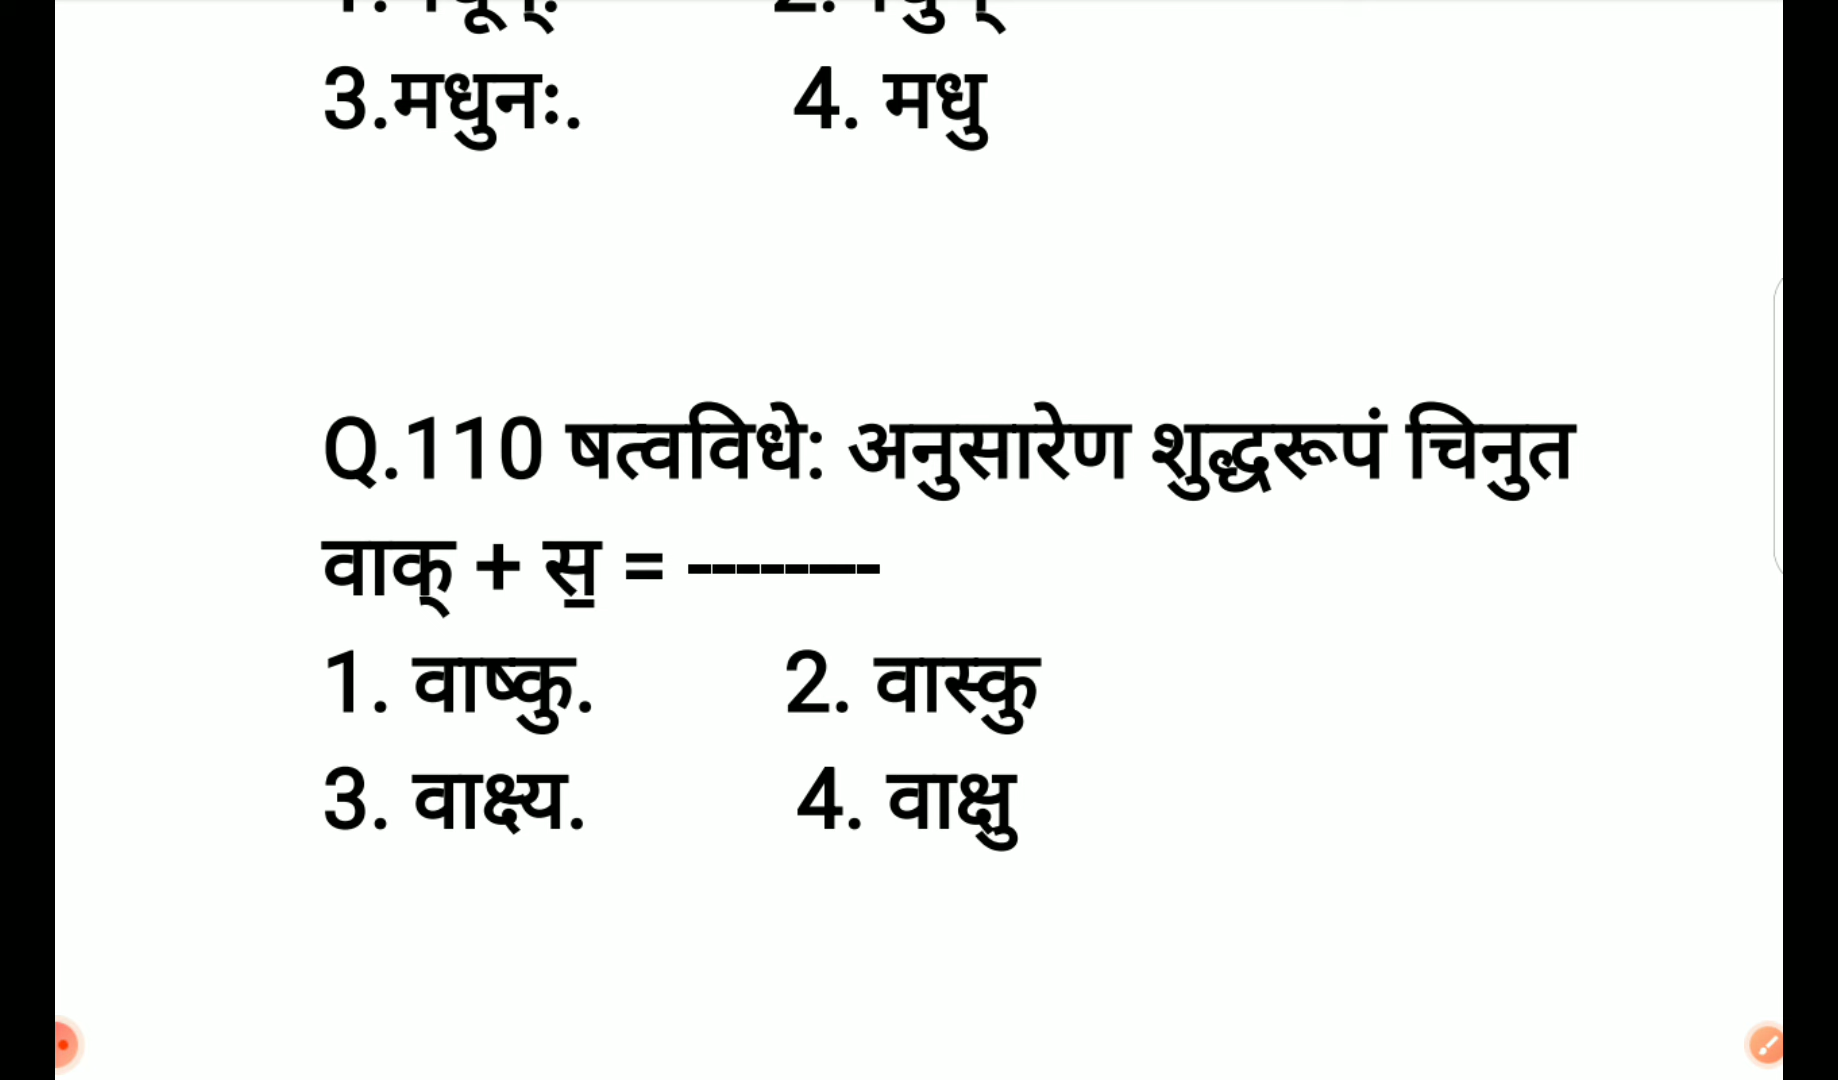 3.मधुनः. 4. मधु
Q.110 षत्वविधे: अनुसारेण शुद्धरूपं चिनुत
वाक् + स॒ = --------
1. वाष्कु. 2. वास्कु
3. वाक्ष्य. 4. वाक्षु